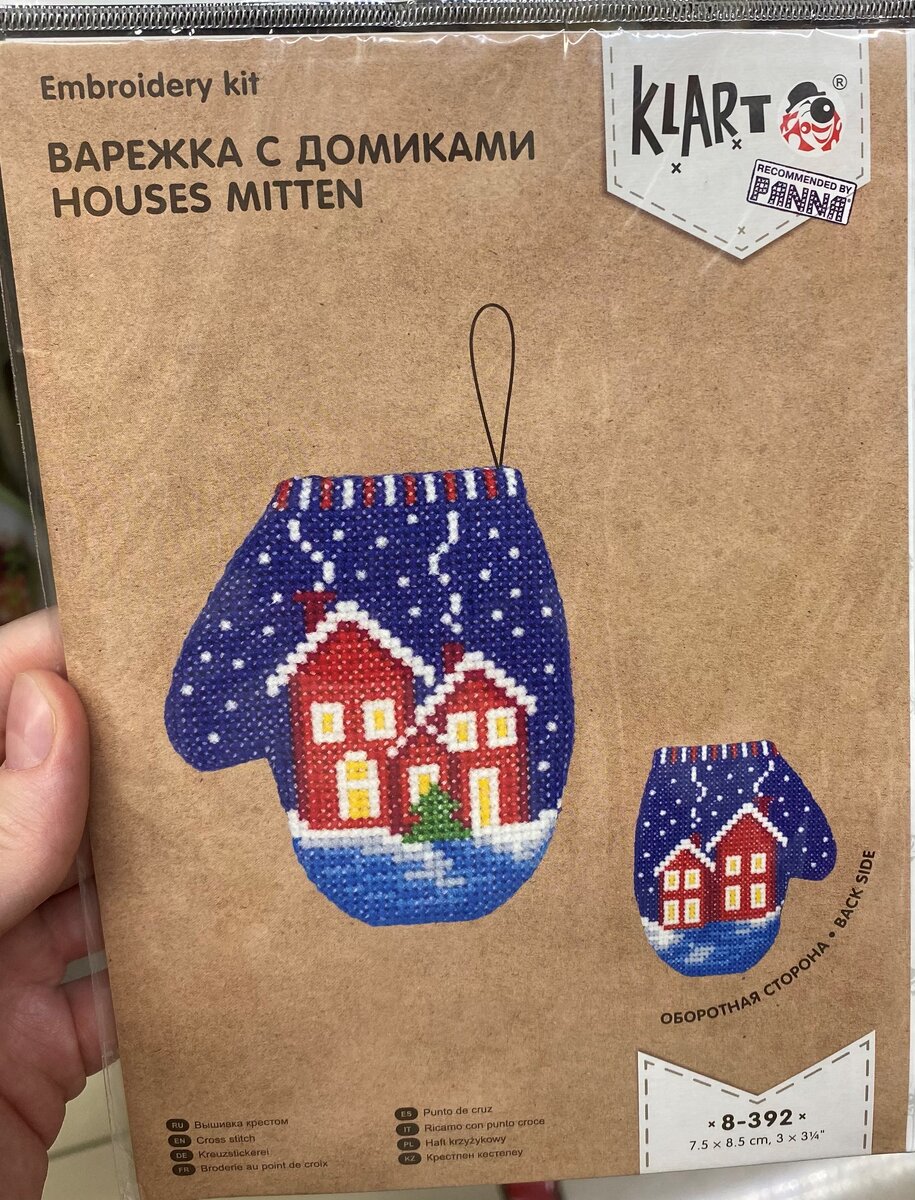 Embroidery kit
ВАРЕЖКА С ДОМИКАМИ
HOUSES MITTEN
KLART ®
КЛАРТ
RECOMMENDED BY
PANNA®
ОБОРОТНАЯ СТОРОНА • BACK SIDE
RU Вышивка крестом
EN Cross stitch
DE Kreuzstickerei
FR Broderie au point de croix
ES Punto de cruz
IT Ricamo con punto croce
PL Haft krzyżykowy
KZ Крестпен кестелеу
× 8-392 ×
7.5 × 8.5 cm, 3 × 3¼"